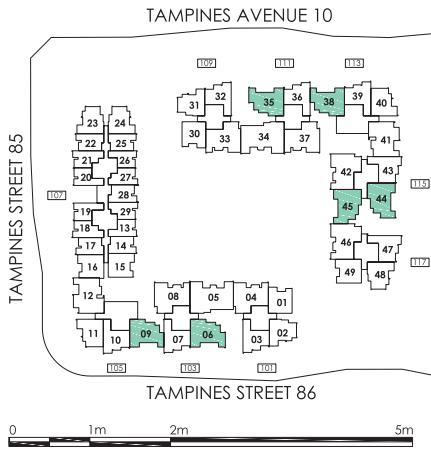 TAMPINES AVENUE 10
109 111 113
32 35 36 38 39 40
31
23 24
30 33 34 37 41
22 25
21 26
20 27
42 43
TAMPINES STREET 85
107
28
115
19 29
45 44
18 13
17 14
46 47
117
16 15
49 48
12
08 05 04 01
11 10 09 07 06 03 02
105 103 101
TAMPINES STREET 86
0 1m 2m 5m